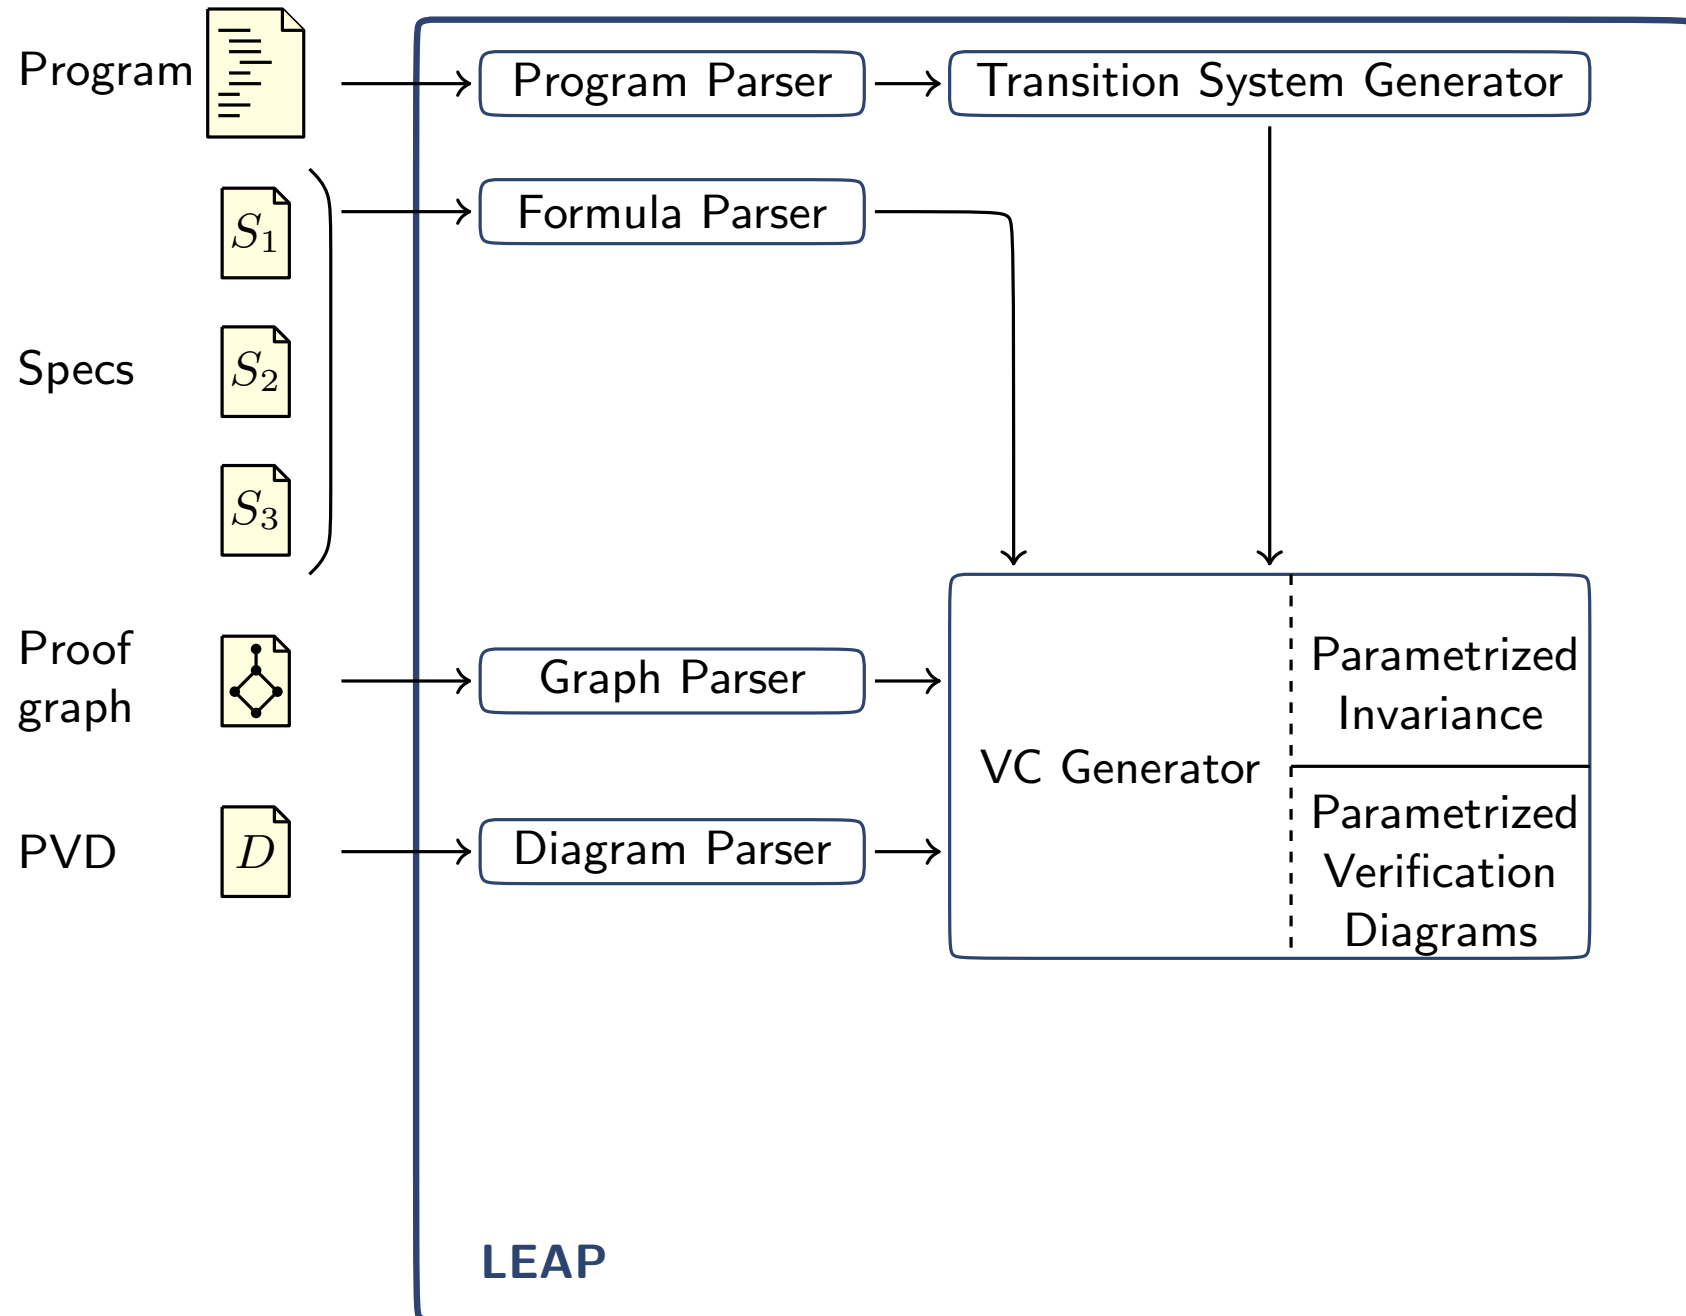 Program
Program Parser
Transition System Generator
Formula Parser
S1
Specs
S2
S3
Proof
graph
Graph Parser
VC Generator
Parametrized
Invariance
Parametrized
Verification
Diagrams
PVD
D
Diagram Parser
LEAP